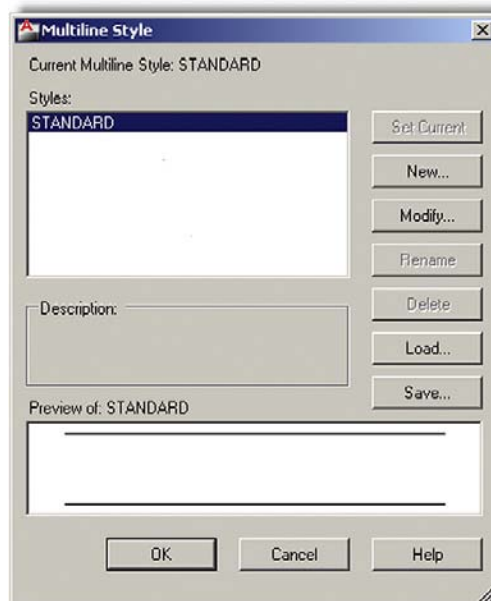 Multiline Style
Current Multiline Style: STANDARD
Styles:
STANDARD
Set Current
New...
Modify...
Rename
Delete
Load...
Save...
Description:
Preview of: STANDARD
OK
Cancel
Help